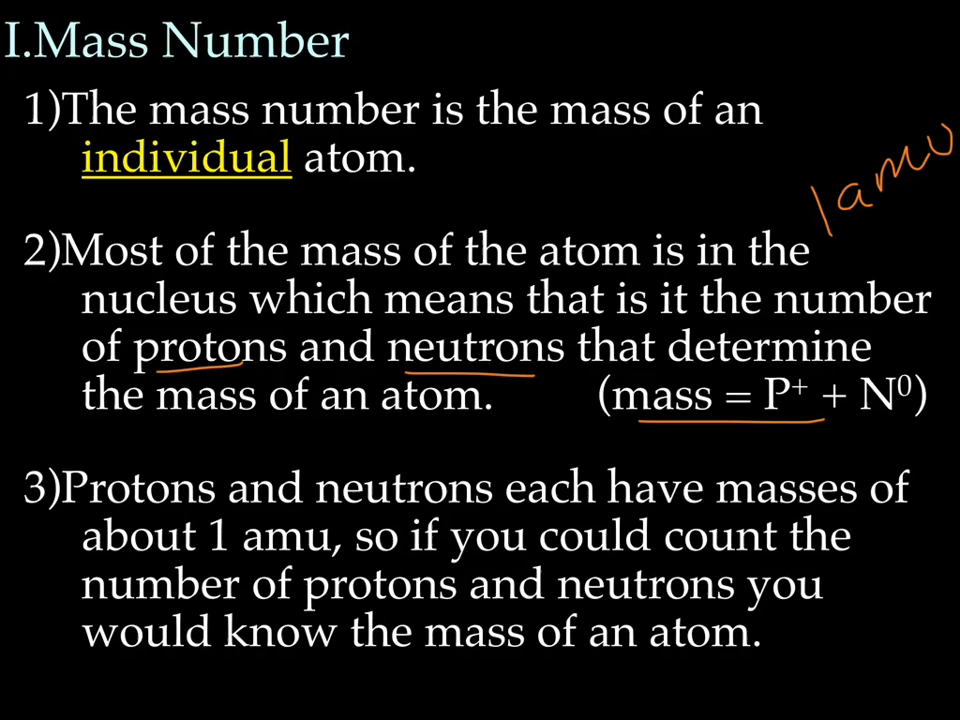 I.Mass Number
1)The mass number is the mass of an
individual atom.
1amu
2)Most of the mass of the atom is in the
nucleus which means that is it the number
of protons and neutrons that determine
the mass of an atom. (mass = P⁺ + N⁰)
3)Protons and neutrons each have masses of
about 1 amu, so if you could count the
number of protons and neutrons you
would know the mass of an atom.